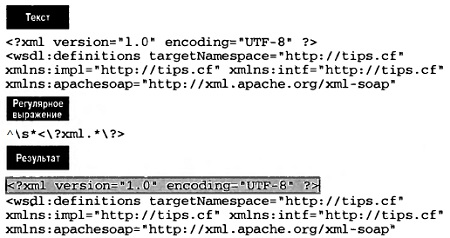 Текст
<?xml version="1.0" encoding="UTF-8" ?>
<wsdl:definitions targetNamespace="http://tips.cf"
xmlns:impl="http://tips.cf" xmlns:intf="http://tips.cf"
xmlns:apachesoap="http://xml.apache.org/xml-soap"
Регулярное
выражение
^\s*<\?xml.*\?>
Результат
<?xml version="1.0" encoding="UTF-8" ?>
<wsdl:definitions targetNamespace="http://tips.cf"
xmlns:impl="http://tips.cf" xmlns:intf="http://tips.cf"
xmlns:apachesoap="http://xml.apache.org/xml-soap"